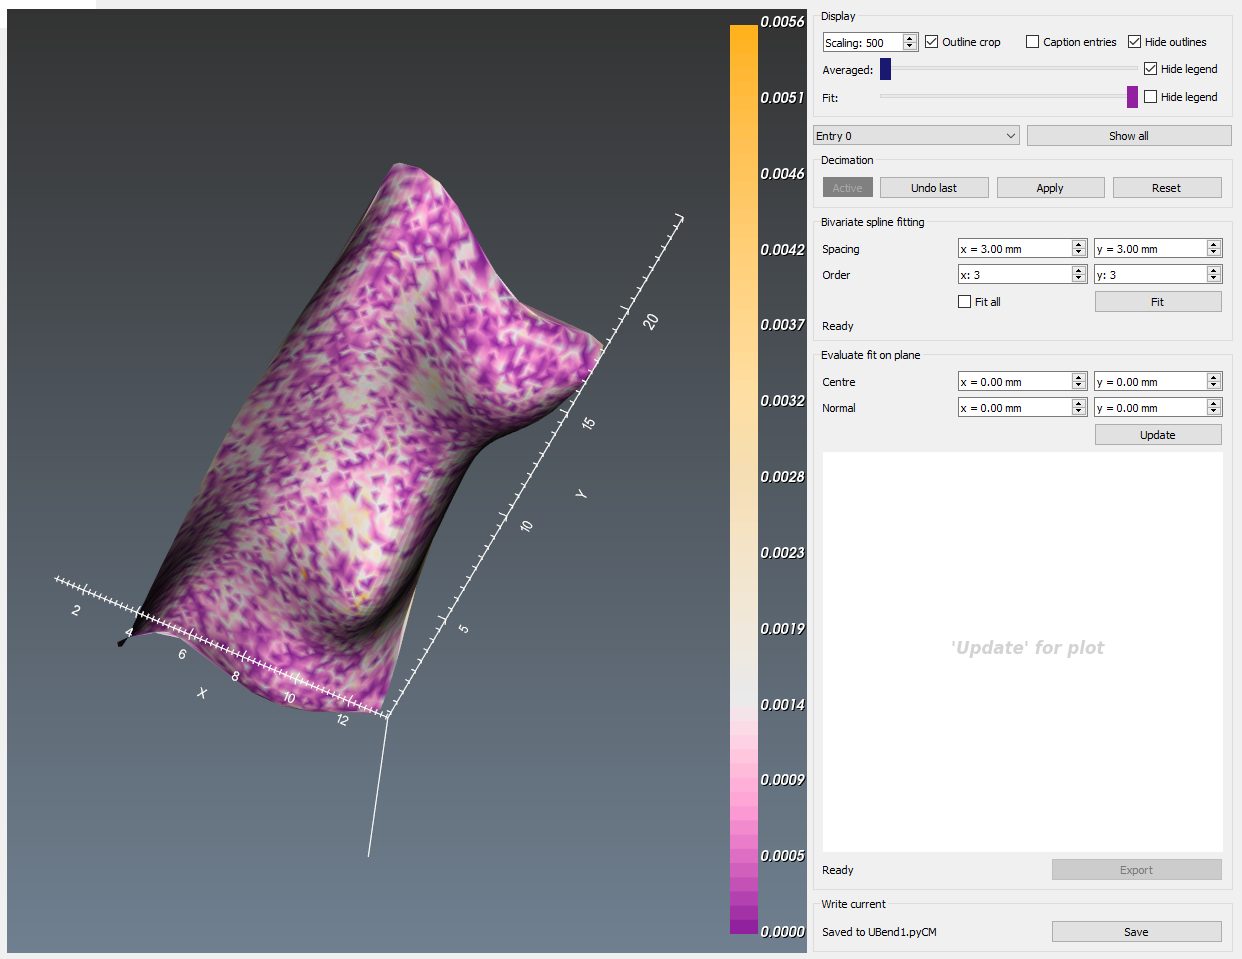 0.0056
0.0051
0.0046
0.0042
0.0037
0.0032
0.0028
0.0023
0.0019
0.0014
0.0009
0.0005
0.0000
20
15
Y
10
5
2
4
6
8
X
10
12
Display
Scaling: 500
Outline crop
Caption entries
Hide outlines
Averaged:
Hide legend
Fit:
Hide legend
Entry 0
Show all
Decimation
Active
Undo last
Apply
Reset
Bivariate spline fitting
Spacing
x = 3.00 mm
y = 3.00 mm
Order
x: 3
y: 3
Fit all
Fit
Ready
Evaluate fit on plane
Centre
x = 0.00 mm
y = 0.00 mm
Normal
x = 0.00 mm
y = 0.00 mm
Update
'Update' for plot
Ready
Export
Write current
Saved to UBend1.pyCM
Save